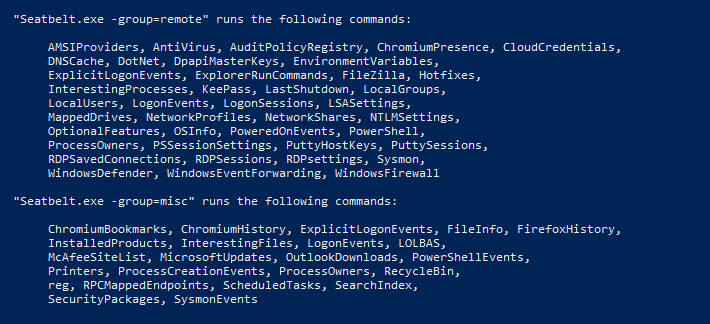 "Seatbelt.exe -group=remote" runs the following commands:
AMSIProviders, AntiVirus, AuditPolicyRegistry, ChromiumPresence, CloudCredentials,
DNSCache, DotNet, DpapiMasterKeys, EnvironmentVariables,
ExplicitLogonEvents, ExplorerRunCommands, FileZilla, Hotfixes,
InterestingProcesses, KeePass, LastShutdown, LocalGroups,
LocalUsers, LogonEvents, LogonSessions, LSASettings,
MappedDrives, NetworkProfiles, NetworkShares, NTLMSettings,
OptionalFeatures, OSInfo, PoweredOnEvents, PowerShell,
ProcessOwners, PSSessionSettings, PuttyHostKeys, PuttySessions,
RDPSavedConnections, RDPSessions, RDPsettings, Sysmon,
WindowsDefender, WindowsEventForwarding, WindowsFirewall
"Seatbelt.exe -group=misc" runs the following commands:
ChromiumBookmarks, ChromiumHistory, ExplicitLogonEvents, FileInfo, FirefoxHistory,
InstalledProducts, InterestingFiles, LogonEvents, LOLBAS,
McAfeeSiteList, MicrosoftUpdates, OutlookDownloads, PowerShellEvents,
Printers, ProcessCreationEvents, ProcessOwners, RecycleBin,
reg, RPCMappedEndpoints, ScheduledTasks, SearchIndex,
SecurityPackages, SysmonEvents